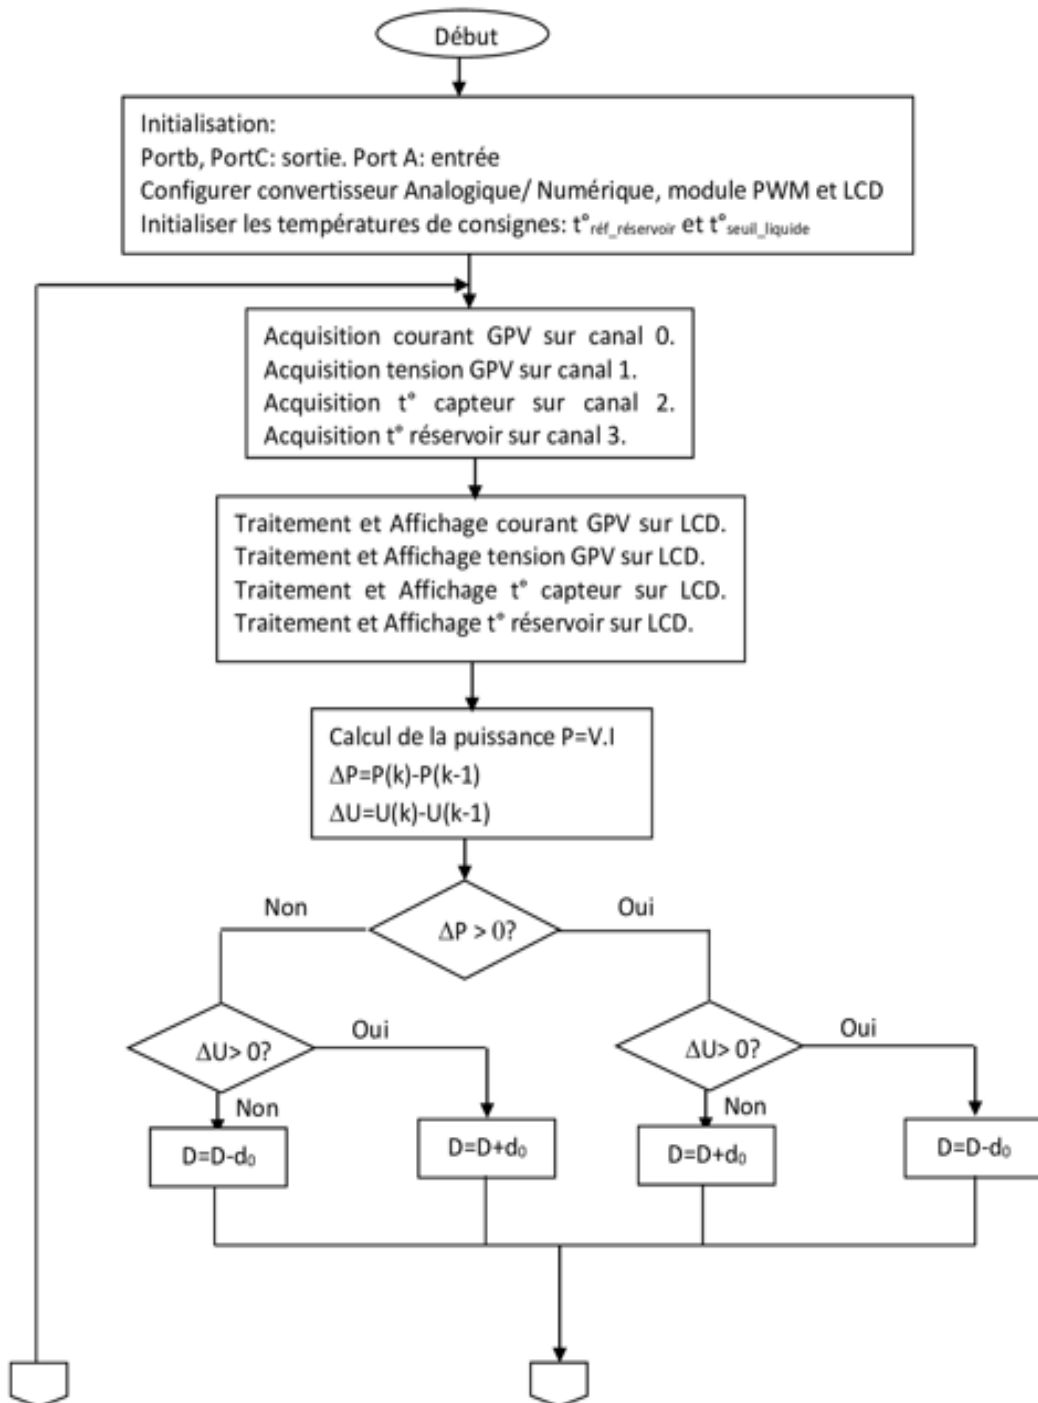 Début
Initialisation:
Portb, PortC: sortie. Port A: entrée
Configurer convertisseur Analogique/ Numérique, module PWM et LCD
Initialiser les températures de consignes: t°réf_réservoir et t°seuil_liquide
Acquisition courant GPV sur canal 0.
Acquisition tension GPV sur canal 1.
Acquisition t° capteur sur canal 2.
Acquisition t° réservoir sur canal 3.
Traitement et Affichage courant GPV sur LCD.
Traitement et Affichage tension GPV sur LCD.
Traitement et Affichage t° capteur sur LCD.
Traitement et Affichage t° réservoir sur LCD.
Calcul de la puissance P=V.I
ΔP=P(k)-P(k-1)
ΔU=U(k)-U(k-1)
Non
Oui
ΔP > 0?
Oui
Oui
ΔU> 0?
ΔU> 0?
Non
Non
D=D-d₀
D=D+d₀
D=D+d₀
D=D-d₀